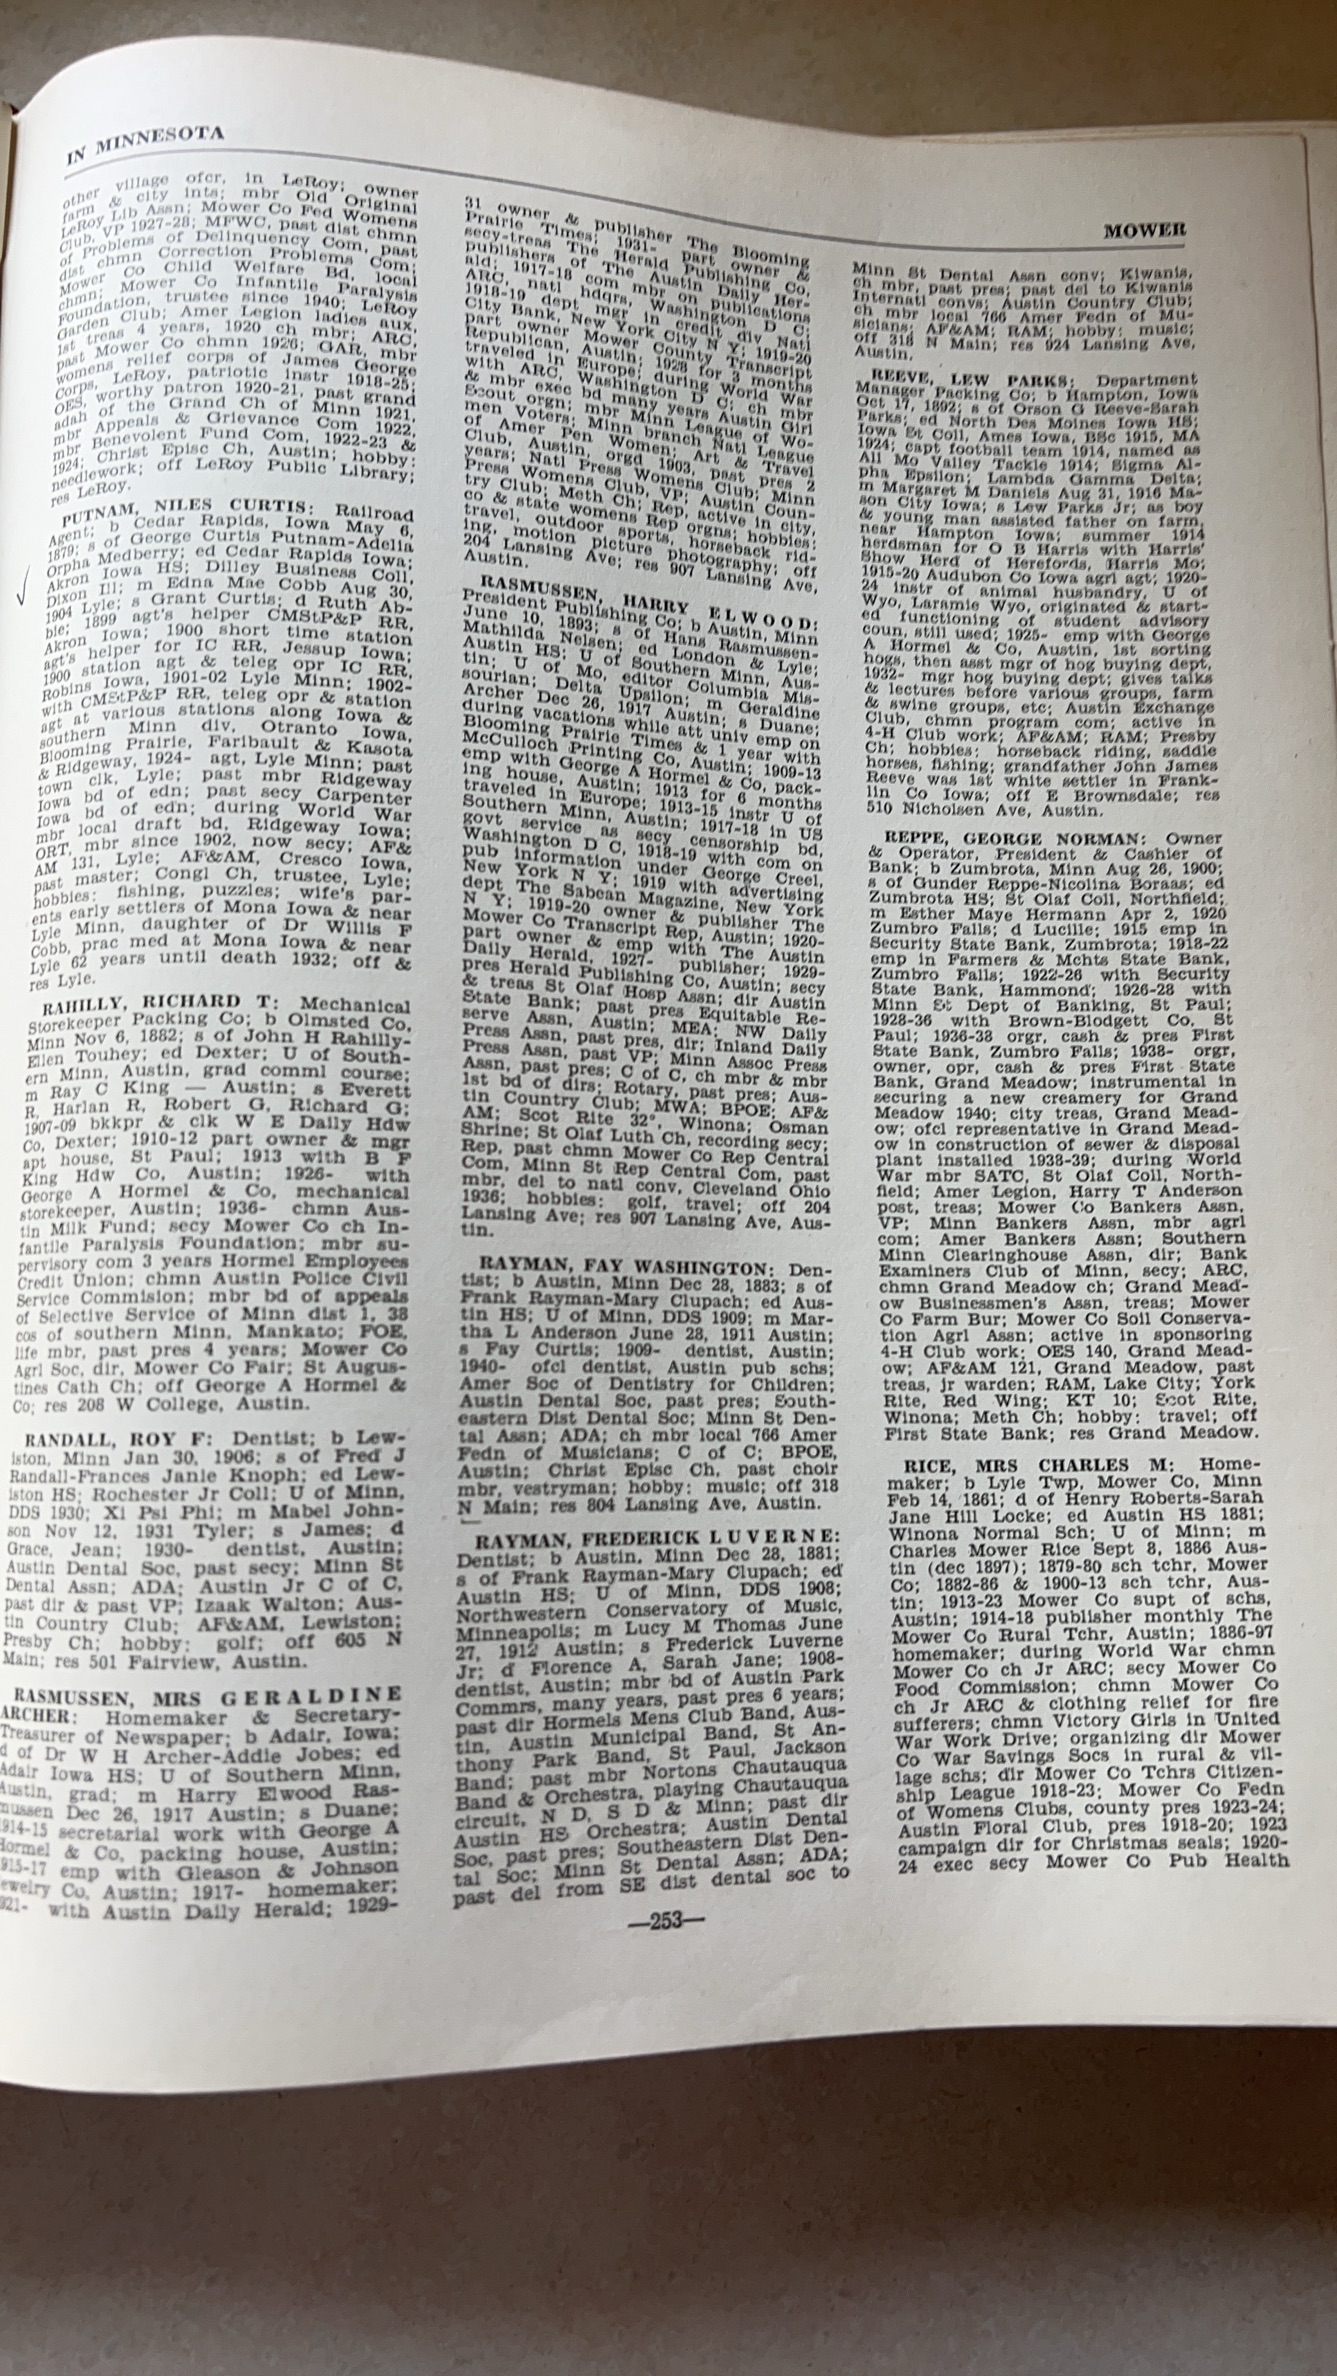 IN MINNESOTA
MOWER
other village ofcr, in LeRoy; owner
farm & city ints; mbr Old Original
LeRoy Lib Assn; Mower Co Fed Womens
Club, VP 1927-28; MFWC, past dist chmn
of Problems of Delinquency Com, past
dist chmn Correction Problems Com;
Mower Co Child Welfare Bd, local
chmn; Mower Co Infantile Paralysis
Foundation, trustee since 1940; LeRoy
Garden Club; Amer Legion ladies aux,
1st treas 4 years, 1920 ch mbr; ARC,
past Mower Co chmn 1926; GAR, mbr
womens relief corps of James George
corps, LeRoy, patriotic instr 1918-25;
OES, worthy patron 1920-21, past grand
adah of the Grand Ch of Minn 1921,
mbr Appeals & Grievance Com 1922,
mbr Benevolent Fund Com, 1922-23 &
1924; Christ Episc Ch, Austin; hobby:
needlework; off LeRoy Public Library;
res LeRoy.
PUTNAM, NILES CURTIS: Railroad
Agent; b Cedar Rapids, Iowa May 6,
1879; s of George Curtis Putnam-Adelia
Orpha Medberry; ed Cedar Rapids Iowa;
Akron Iowa HS; Dilley Business Coll,
Dixon Ill; m Edna Mae Cobb Aug 30,
1904 Lyle; s Grant Curtis; d Ruth Ab-
ble; 1899 agt's helper CMStP&P RR,
Akron Iowa; 1900 short time station
agt's helper for IC RR, Jessup Iowa;
1900 station agt & teleg opr IC RR,
Robins Iowa, 1901-02 Lyle Minn; 1902-
with CMStP&P RR, teleg opr & station
agt at various stations along Iowa &
southern Minn div, Otranto Iowa,
Blooming Prairie, Faribault & Kasota
& Ridgeway, 1924- agt, Lyle Minn; past
town clk, Lyle; past mbr Ridgeway
Iowa bd of edn; past secy Carpenter
Iowa bd of edn; during World War
mbr local draft bd, Ridgeway Iowa;
ORT, mbr since 1902, now secy; AF&
AM 131, Lyle; AF&AM, Cresco Iowa,
past master; Congl Ch, trustee, Lyle;
hobbies: fishing, puzzles; wife's par-
ents early settlers of Mona Iowa & near
Lyle Minn, daughter of Dr Willis F
Cobb, prac med at Mona Iowa & near
Lyle 62 years until death 1932; off &
res Lyle.
RAHILLY, RICHARD T: Mechanical
Storekeeper Packing Co; b Olmsted Co,
Minn Nov 6, 1882; s of John H Rahilly-
Ellen Touhey; ed Dexter; U of South-
ern Minn, Austin, grad comml course;
m Ray C King — Austin; s Everett
R, Harlan R, Robert G, Richard G;
1907-09 bkkpr & clk W E Daily Hdw
Co, Dexter; 1910-12 part owner & mgr
apt house, St Paul; 1913 with B F
King Hdw Co, Austin; 1926- with
George A Hormel & Co, mechanical
storekeeper, Austin; 1936- chmn Aus-
tin Milk Fund; secy Mower Co ch In-
fantile Paralysis Foundation; mbr su-
pervisory com 3 years Hormel Employees
Credit Union; chmn Austin Police Civil
Service Commision; mbr bd of appeals
of Selective Service of Minn dist 1, 38
cos of southern Minn, Mankato; FOE,
life mbr, past pres 4 years; Mower Co
Agrl Soc, dir, Mower Co Fair; St Augus-
tines Cath Ch; off George A Hormel &
Co; res 208 W College, Austin.
RANDALL, ROY F: Dentist; b Lew-
iston, Minn Jan 30, 1906; s of Fred J
Randall-Frances Janie Knoph; ed Lew-
iston HS; Rochester Jr Coll; U of Minn,
DDS 1930; Xi Psi Phi; m Mabel John-
son Nov 12, 1931 Tyler; s James; d
Grace, Jean; 1930- dentist, Austin;
Austin Dental Soc, past secy; Minn St
Dental Assn; ADA; Austin Jr C of C,
past dir & past VP; Izaak Walton; Aus-
tin Country Club; AF&AM, Lewiston;
Presby Ch; hobby: golf; off 605 N
Main; res 501 Fairview, Austin.
RASMUSSEN, MRS GERALDINE
ARCHER: Homemaker & Secretary-
Treasurer of Newspaper; b Adair, Iowa;
d of Dr W H Archer-Addie Jobes; ed
Adair Iowa HS; U of Southern Minn,
Austin, grad; m Harry Elwood Ras-
mussen Dec 26, 1917 Austin; s Duane;
1914-15 secretarial work with George A
Hormel & Co, packing house, Austin;
1915-17 emp with Gleason & Johnson
ewelry Co, Austin; 1917- homemaker;
921- with Austin Daily Herald; 1929-
31 owner & publisher The Blooming
Prairie Times; 1931- part owner &
secy-treas The Herald Publishing Co,
publishers of The Austin Daily Her-
ald; 1917-18 com mbr on publications
ARC, natl hdqrs, Washington D C;
1918-19 dept mgr in credit div Natl
City Bank, New York City N Y; 1919-20
part owner Mower County Transcript
Republican, Austin; 1928 for 3 months
traveled in Europe; during World War
with ARC, Washington D C; ch mbr
& mbr exec bd many years Austin Girl
Scout orgn; mbr Minn League of Wo-
men Voters; Minn branch Natl League
of Amer Pen Women; Art & Travel
Club, Austin, orgd 1903, past pres 2
years; Natl Press Womens Club; Minn
Press Womens Club, VP; Austin Coun-
try Club; Meth Ch; Rep, active in city,
co & state womens Rep orgns; hobbies:
travel, outdoor sports, horseback rid-
ing, motion picture photography; off
204 Lansing Ave; res 907 Lansing Ave,
Austin.
RASMUSSEN, HARRY ELWOOD:
President Publishing Co; b Austin, Minn
June 10, 1893; s of Hans Rasmussen-
Mathilda Nelsen; ed London & Lyle;
Austin HS; U of Southern Minn, Aus-
tin; U of Mo, editor Columbia Mis-
sourian; Delta Upsilon; m Geraldine
Archer Dec 26, 1917 Austin; s Duane;
during vacations while att univ emp on
Blooming Prairie Times & 1 year with
McCulloch Printing Co, Austin; 1909-13
emp with George A Hormel & Co, pack-
ing house, Austin; 1913 for 6 months
traveled in Europe; 1913-15 instr U of
Southern Minn, Austin; 1917-18 in US
govt service as secy censorship bd,
Washington D C, 1918-19 with com on
pub information under George Creel,
New York N Y; 1919 with advertising
dept The Sabean Magazine, New York
N Y; 1919-20 owner & publisher The
Mower Co Transcript Rep, Austin; 1920-
part owner & emp with The Austin
Daily Herald, 1927- publisher; 1929-
pres Herald Publishing Co, Austin; secy
& treas St Olaf Hosp Assn; dir Austin
State Bank; past pres Equitable Re-
serve Assn, Austin; MEA; NW Daily
Press Assn, past pres, dir; Inland Daily
Press Assn, past VP; Minn Assoc Press
Assn, past pres; C of C, ch mbr & mbr
1st bd of dirs; Rotary, past pres; Aus-
tin Country Club; MWA; BPOE; AF&
AM; Scot Rite 32°, Winona; Osman
Shrine; St Olaf Luth Ch, recording secy;
Rep, past chmn Mower Co Rep Central
Com, Minn St Rep Central Com, past
mbr, del to natl conv, Cleveland Ohio
1936; hobbies: golf, travel; off 204
Lansing Ave; res 907 Lansing Ave, Aus-
tin.
RAYMAN, FAY WASHINGTON: Den-
tist; b Austin, Minn Dec 28, 1883; s of
Frank Rayman-Mary Clupach; ed Aus-
tin HS; U of Minn, DDS 1909; m Mar-
tha L Anderson June 28, 1911 Austin;
s Fay Curtis; 1909- dentist, Austin;
1940- ofcl dentist, Austin pub schs;
Amer Soc of Dentistry for Children;
Austin Dental Soc, past pres; South-
eastern Dist Dental Soc; Minn St Den-
tal Assn; ADA; ch mbr local 766 Amer
Fedn of Musicians; C of C; BPOE,
Austin; Christ Episc Ch, past choir
mbr, vestryman; hobby: music; off 318
N Main; res 804 Lansing Ave, Austin.
RAYMAN, FREDERICK LUVERNE:
Dentist; b Austin, Minn Dec 28, 1881;
s of Frank Rayman-Mary Clupach; ed
Austin HS; U of Minn, DDS 1908;
Northwestern Conservatory of Music,
Minneapolis; m Lucy M Thomas June
27, 1912 Austin; s Frederick Luverne
Jr; d Florence A, Sarah Jane; 1908-
dentist, Austin; mbr bd of Austin Park
Commrs, many years, past pres 6 years;
past dir Hormels Mens Club Band, Aus-
tin, Austin Municipal Band, St An-
thony Park Band, St Paul, Jackson
Band; past mbr Nortons Chautauqua
Band & Orchestra, playing Chautauqua
circuit, N D, S D & Minn; past dir
Austin HS Orchestra; Austin Dental
Soc, past pres; Southeastern Dist Den-
tal Soc; Minn St Dental Assn; ADA;
past del from SE dist dental soc to
Minn St Dental Assn conv; Kiwanis,
ch mbr, past pres; past del to Kiwanis
Internatl convs; Austin Country Club;
ch mbr local 766 Amer Fedn of Mu-
sicians; AF&AM; RAM; hobby: music;
off 318 N Main; res 924 Lansing Ave,
Austin.
REEVE, LEW PARKS: Department
Manager Packing Co; b Hampton, Iowa
Oct 17, 1892; s of Orson G Reeve-Sarah
Parks; ed North Des Moines Iowa HS;
Iowa St Coll, Ames Iowa, BSc 1915, MA
1924; capt football team 1914, named as
All Mo Valley Tackle 1914; Sigma Al-
pha Epsilon; Lambda Gamma Delta;
m Margaret M Daniels Aug 31, 1916 Ma-
son City Iowa; s Lew Parks Jr; as boy
& young man assisted father on farm,
near Hampton Iowa; summer 1914
herdsman for O B Harris with Harris'
Show Herd of Herefords, Harris Mo;
1915-20 Audubon Co Iowa agrl agt; 1920-
24 instr of animal husbandry, U of
Wyo, Laramie Wyo, originated & start-
ed functioning of student advisory
coun, still used; 1925- emp with George
A Hormel & Co, Austin, 1st sorting
hogs, then asst mgr of hog buying dept,
1932- mgr hog buying dept; gives talks
& lectures before various groups, farm
& swine groups, etc; Austin Exchange
Club, chmn program com; active in
4-H Club work; AF&AM; RAM; Presby
Ch; hobbies: horseback riding, saddle
horses, fishing; grandfather John James
Reeve was 1st white settler in Frank-
lin Co Iowa; off E Brownsdale; res
510 Nicholsen Ave, Austin.
REPPE, GEORGE NORMAN: Owner
& Operator, President & Cashier of
Bank; b Zumbrota, Minn Aug 26, 1900;
s of Gunder Reppe-Nicolina Boraas; ed
Zumbrota HS; St Olaf Coll, Northfield;
m Esther Maye Hermann Apr 2, 1920
Zumbro Falls; d Lucille; 1915 emp in
Security State Bank, Zumbrota; 1918-22
emp in Farmers & Mchts State Bank,
Zumbro Falls; 1922-26 with Security
State Bank, Hammond; 1926-28 with
Minn St Dept of Banking, St Paul;
1928-36 with Brown-Blodgett Co, St
Paul; 1936-38 orgr, cash & pres First
State Bank, Zumbro Falls; 1938- orgr,
owner, opr, cash & pres First State
Bank, Grand Meadow; instrumental in
securing a new creamery for Grand
Meadow 1940; city treas, Grand Mead-
ow; ofcl representative in Grand Mead-
ow in construction of sewer & disposal
plant installed 1938-39; during World
War mbr SATC, St Olaf Coll, North-
field; Amer Legion, Harry T Anderson
post, treas; Mower Co Bankers Assn,
VP; Minn Bankers Assn, mbr agrl
com; Amer Bankers Assn; Southern
Minn Clearinghouse Assn, dir; Bank
Examiners Club of Minn, secy; ARC,
chmn Grand Meadow ch; Grand Mead-
ow Businessmen's Assn, treas; Mower
Co Farm Bur; Mower Co Soil Conserva-
tion Agrl Assn; active in sponsoring
4-H Club work; OES 140, Grand Mead-
ow; AF&AM 121, Grand Meadow, past
treas, jr warden; RAM, Lake City; York
Rite, Red Wing; KT 10; Scot Rite,
Winona; Meth Ch; hobby: travel; off
First State Bank; res Grand Meadow.
RICE, MRS CHARLES M: Home-
maker; b Lyle Twp, Mower Co, Minn
Feb 14, 1861; d of Henry Roberts-Sarah
Jane Hill Locke; ed Austin HS 1881;
Winona Normal Sch; U of Minn; m
Charles Mower Rice Sept 8, 1886 Aus-
tin (dec 1897); 1879-80 sch tchr, Mower
Co; 1882-86 & 1900-13 sch tchr, Aus-
tin; 1913-23 Mower Co supt of schs,
Austin; 1914-18 publisher monthly The
Mower Co Rural Tchr, Austin; 1886-97
homemaker; during World War chmn
Mower Co ch Jr ARC; secy Mower Co
Food Commission; chmn Mower Co
ch Jr ARC & clothing relief for fire
sufferers; chmn Victory Girls in United
War Work Drive; organizing dir Mower
Co War Savings Socs in rural & vil-
lage schs; dir Mower Co Tchrs Citizen-
ship League 1918-23; Mower Co Fedn
of Womens Clubs, county pres 1923-24;
Austin Floral Club, pres 1918-20; 1923
campaign dir for Christmas seals; 1920-
24 exec secy Mower Co Pub Health
—253—